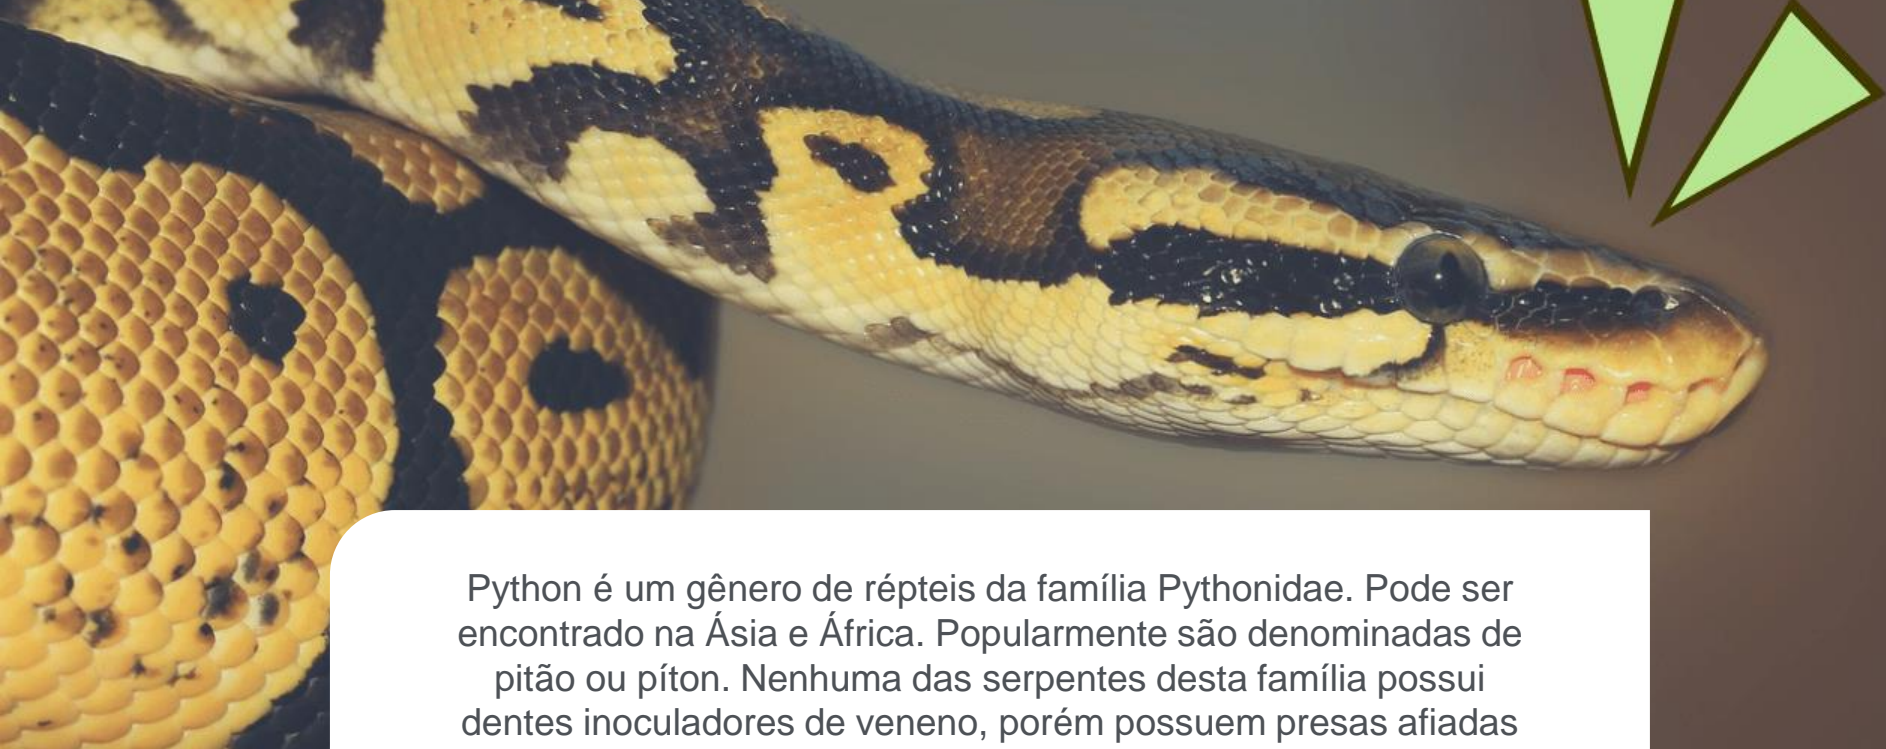 Python é um gênero de répteis da família Pythonidae. Pode ser
encontrado na Ásia e África. Popularmente são denominadas de
pitão ou píton. Nenhuma das serpentes desta família possui
dentes inoculadores de veneno, porém possuem presas afiadas